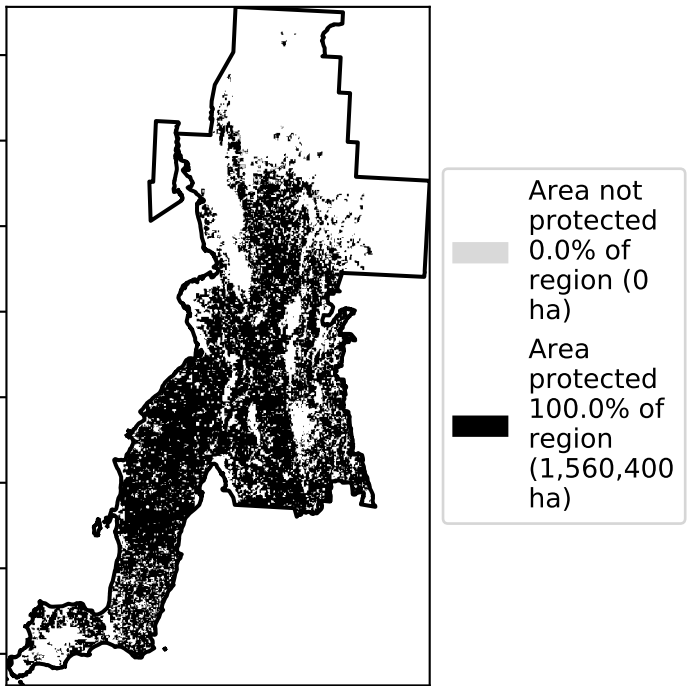 Area not
protected
0.0% of
region (0
ha)
Area
protected
100.0% of
region
(1,560,400
ha)